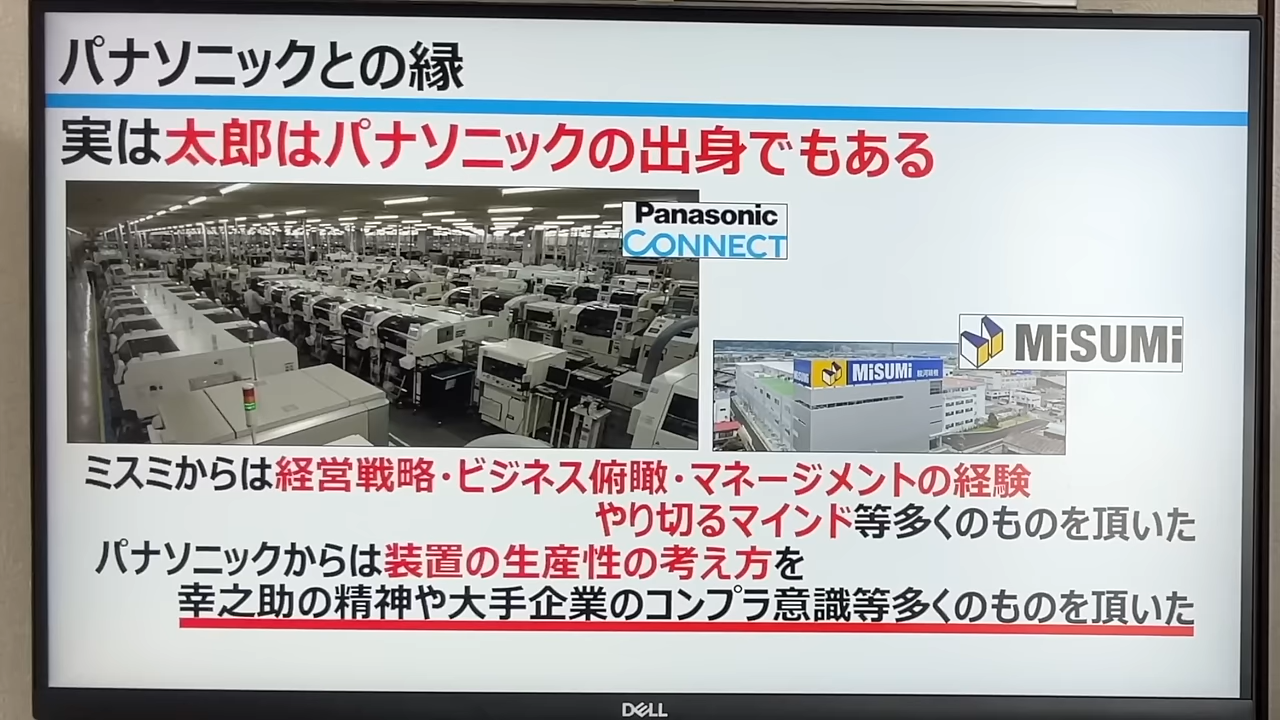 パナソニックとの縁
実は太郎はパナソニックの出身でもある
Panasonic
CONNECT
MiSUMi
MiSUMi
ミスミからは経営戦略・ビジネス俯瞰・マネージメントの経験
やり切るマインド等多くのものを頂いた
パナソニックからは装置の生産性の考え方を
幸之助の精神や大手企業のコンプラ意識等多くのものを頂いた
DELL